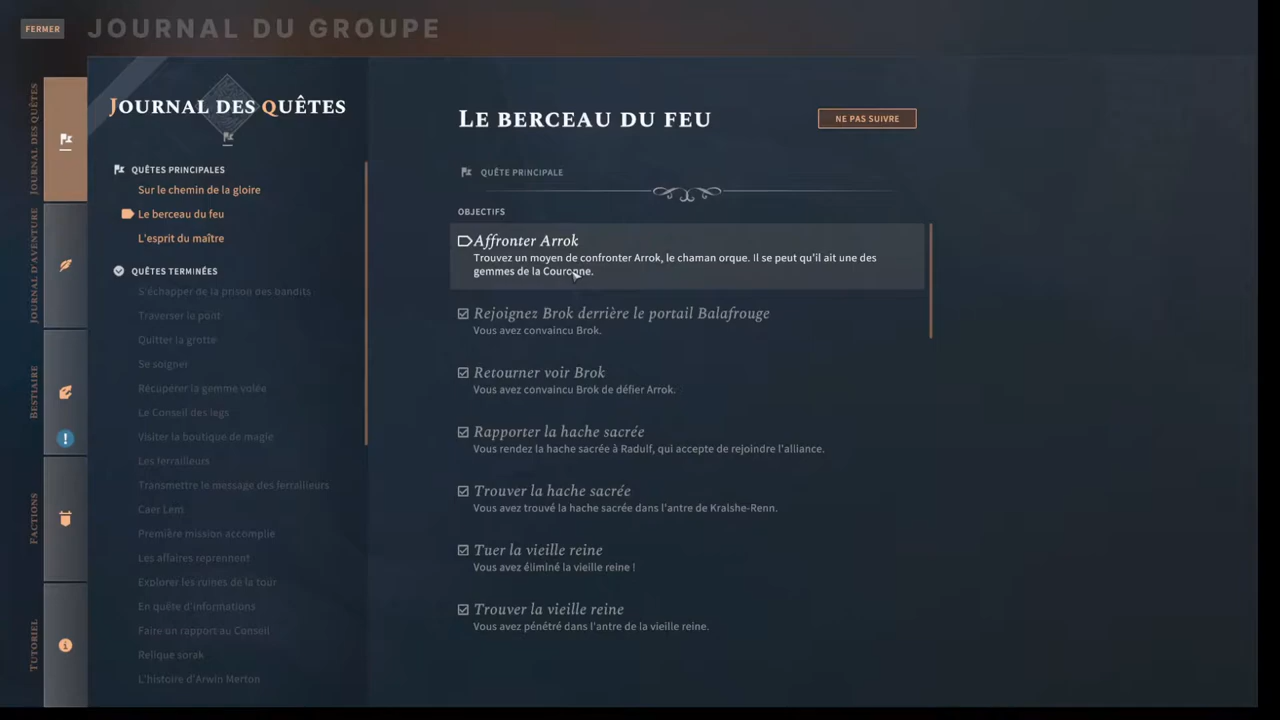 FERMER
JOURNAL DU GROUPE
JOURNAL DES QUÊTES
JOURNAL D'AVENTURE
BESTIAIRE
!
FACTIONS
TUTORIEL
JOURNAL DES QUÊTES
QUÊTES PRINCIPALES
Sur le chemin de la gloire
Le berceau du feu
L'esprit du maître
QUÊTES TERMINÉES
S'échapper de la prison des bandits
Traverser le pont
Quitter la grotte
Se soigner
Récupérer la gemme volée
Le Conseil des legs
Visiter la boutique de magie
Les ferrailleurs
Transmettre le message des ferrailleurs
Caer Lem
Première mission accomplie
Les affaires reprennent
Explorer les ruines de la tour
En quête d'informations
Faire un rapport au Conseil
Relique sorak
L'histoire d'Arwin Merton
LE BERCEAU DU FEU
NE PAS SUIVRE
QUÊTE PRINCIPALE
OBJECTIFS
Affronter Arrok
Trouvez un moyen de confronter Arrok, le chaman orque. Il se peut qu'il ait une des
gemmes de la Couronne.
Rejoignez Brok derrière le portail Balafrouge
Vous avez convaincu Brok.
Retourner voir Brok
Vous avez convaincu Brok de défier Arrok.
Rapporter la hache sacrée
Vous rendez la hache sacrée à Radulf, qui accepte de rejoindre l'alliance.
Trouver la hache sacrée
Vous avez trouvé la hache sacrée dans l'antre de Kralshe-Renn.
Tuer la vieille reine
Vous avez éliminé la vieille reine !
Trouver la vieille reine
Vous avez pénétré dans l'antre de la vieille reine.